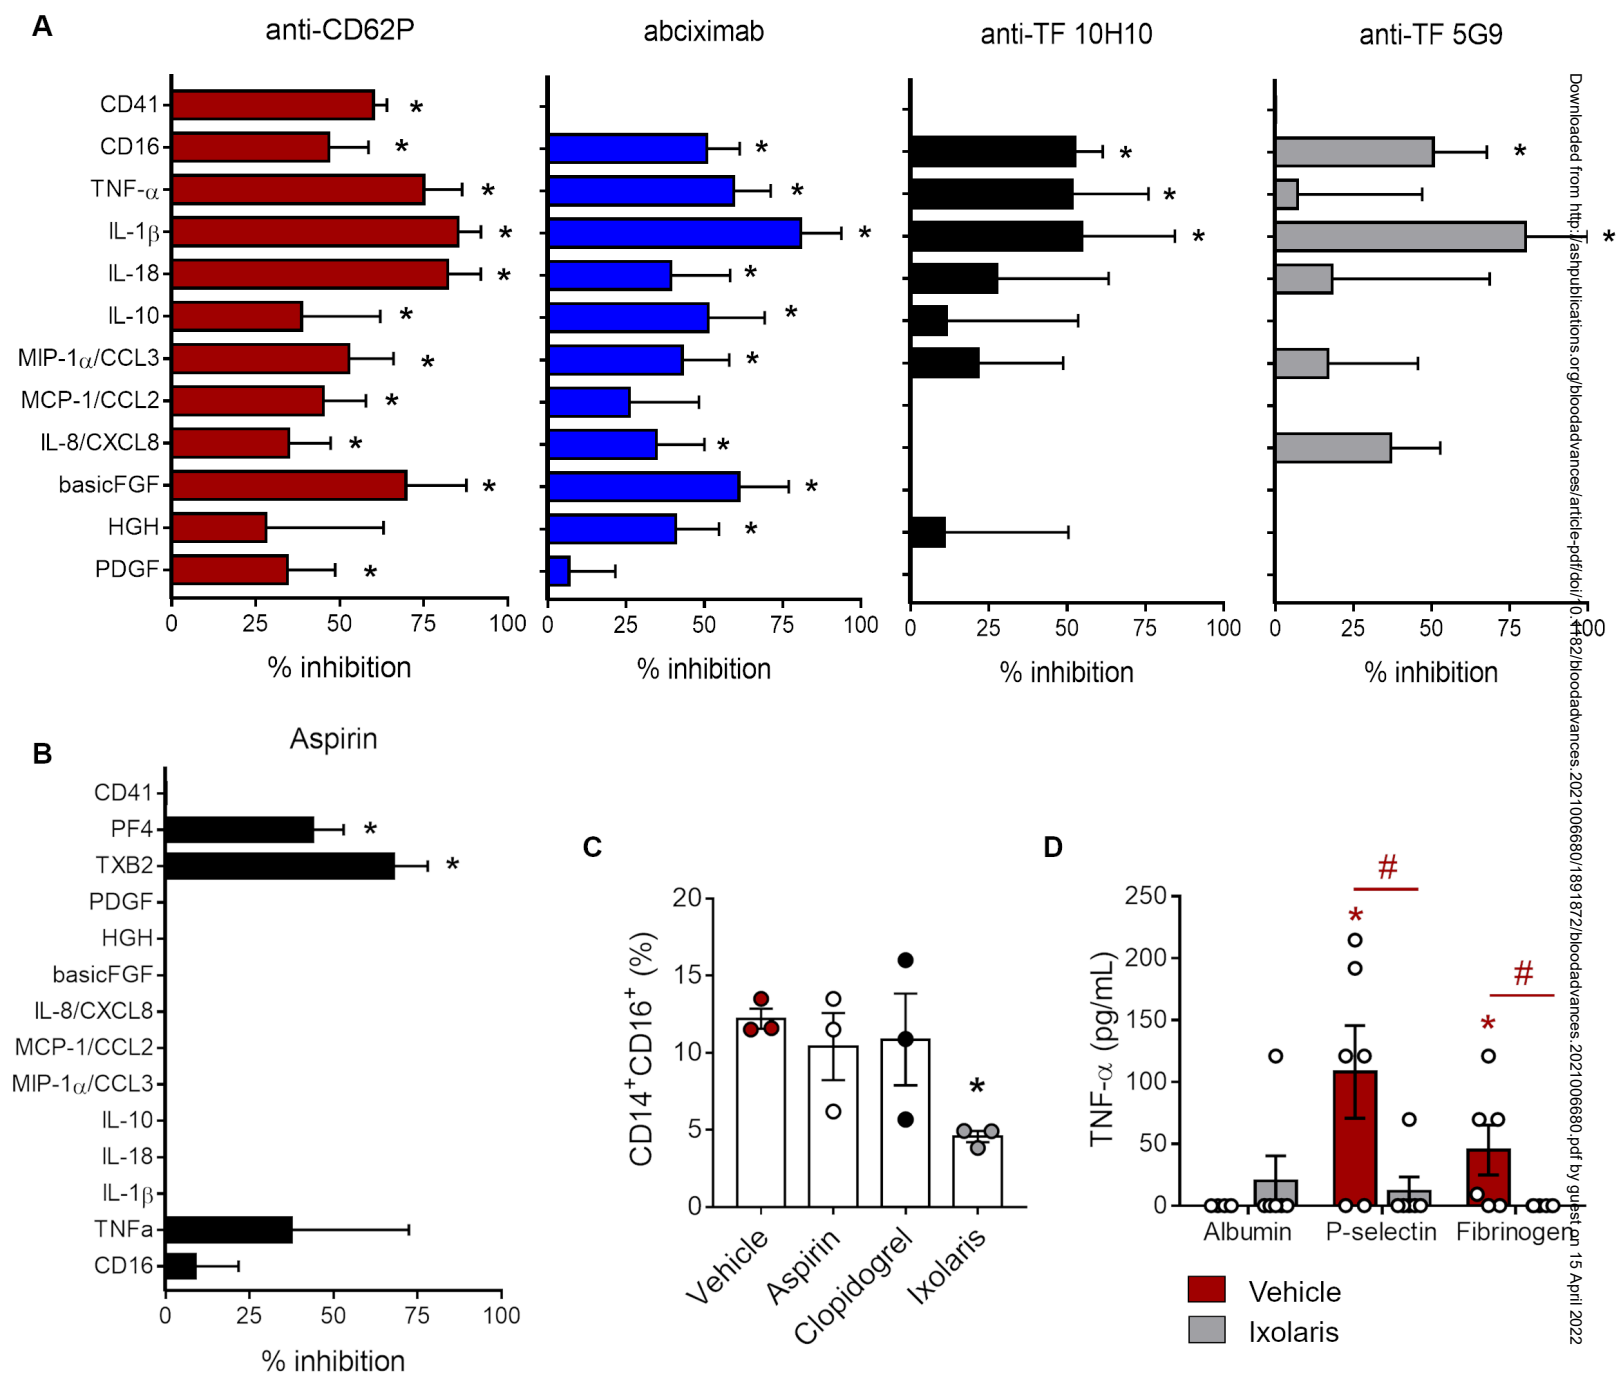 A
anti-CD62P
abciximab
anti-TF 10H10
anti-TF 5G9
CD41
CD16
TNF-α
IL-1β
IL-18
IL-10
MIP-1α/CCL3
MCP-1/CCL2
IL-8/CXCL8
basicFGF
HGH
PDGF
* * * * * * * * * * *
* * * * * * * * *
* * *
* *
0 25 50 75 100
0 25 50 75 100
0 25 50 75 100
0 25 50 75 100
% inhibition
% inhibition
% inhibition
% inhibition
B
Aspirin
CD41
PF4 *
TXB2 *
PDGF
HGH
basicFGF
IL-8/CXCL8
MCP-1/CCL2
MIP-1α/CCL3
IL-10
IL-18
IL-1β
TNFa
CD16
0 25 50 75 100
% inhibition
C
CD14+CD16+ (%)
20
15
10
5
0
*
Vehicle
Aspirin
Clopidogrel
Ixolaris
D
TNF-α (pg/mL)
250
200
150
100
50
0
#
*
#
*
Albumin
P-selectin
Fibrinogen
Vehicle
Ixolaris
Downloaded from http://ashpublications.org/bloodadvances/article-pdf/doi/10.1182/bloodadvances.2021006680/1891872/bloodadvances.2021006680.pdf by guest on 15 April 2022